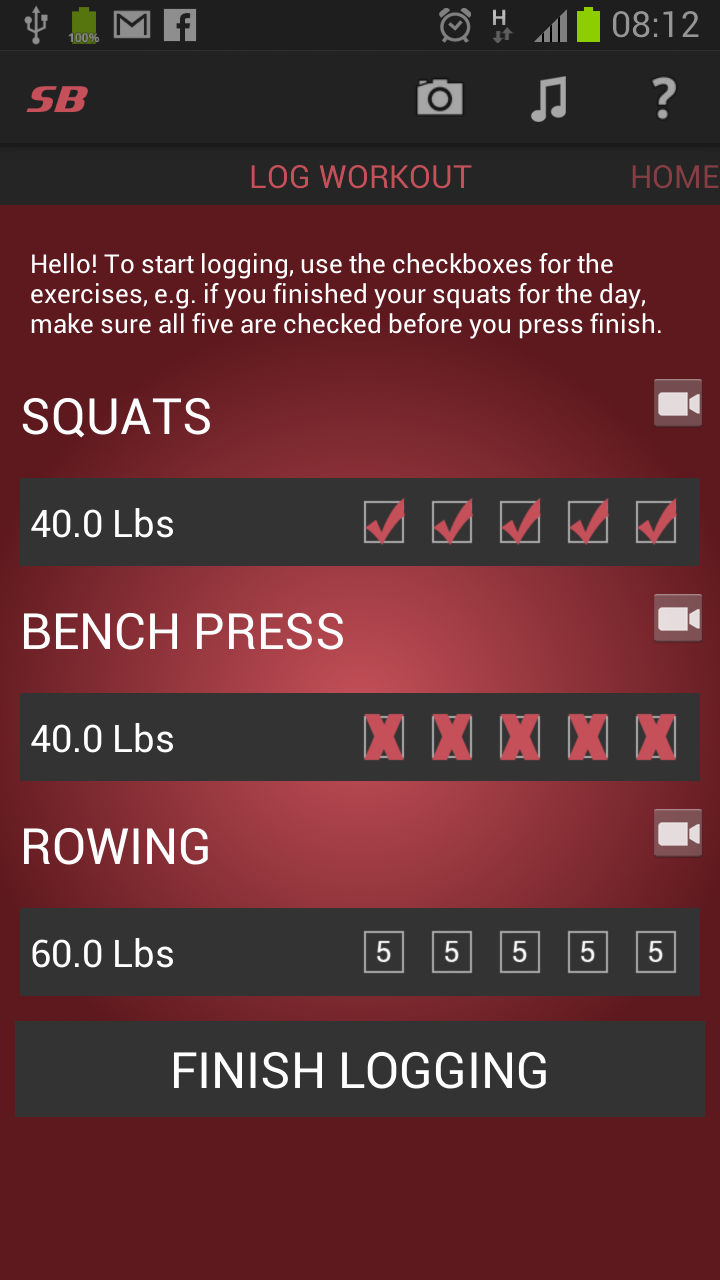 100%
H
08:12
SB
?
LOG WORKOUT
HOME
Hello! To start logging, use the checkboxes for the
exercises, e.g. if you finished your squats for the day,
make sure all five are checked before you press finish.
SQUATS
40.0 Lbs
BENCH PRESS
40.0 Lbs
X X X X X
ROWING
60.0 Lbs
5 5 5 5 5
FINISH LOGGING